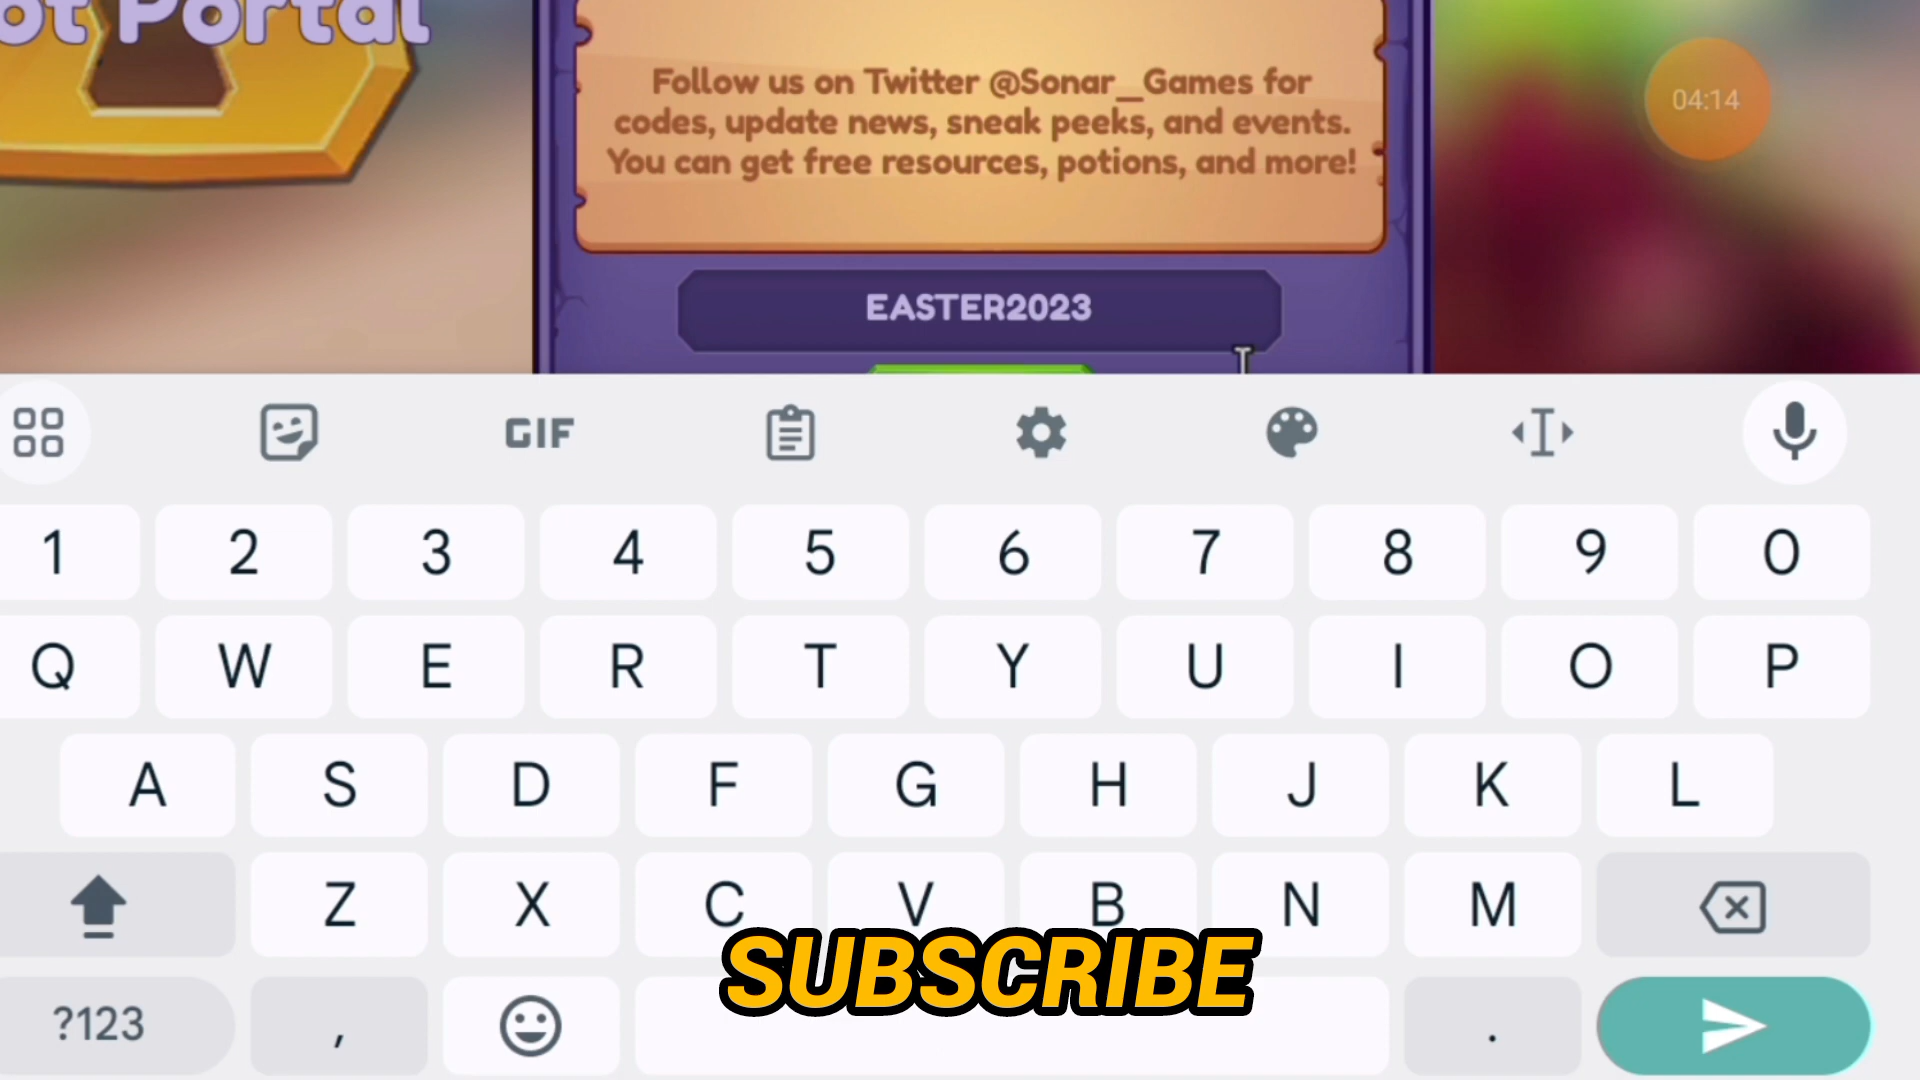 ot Portal
Follow us on Twitter @Sonar_Games for
codes, update news, sneak peeks, and events.
You can get free resources, potions, and more!
04:14
EASTER2023
GIF
1 2 3 4 5 6 7 8 9 0
Q W E R T Y U I O P
A S D F G H J K L
Z X C V B N M
SUBSCRIBE
?123 , .